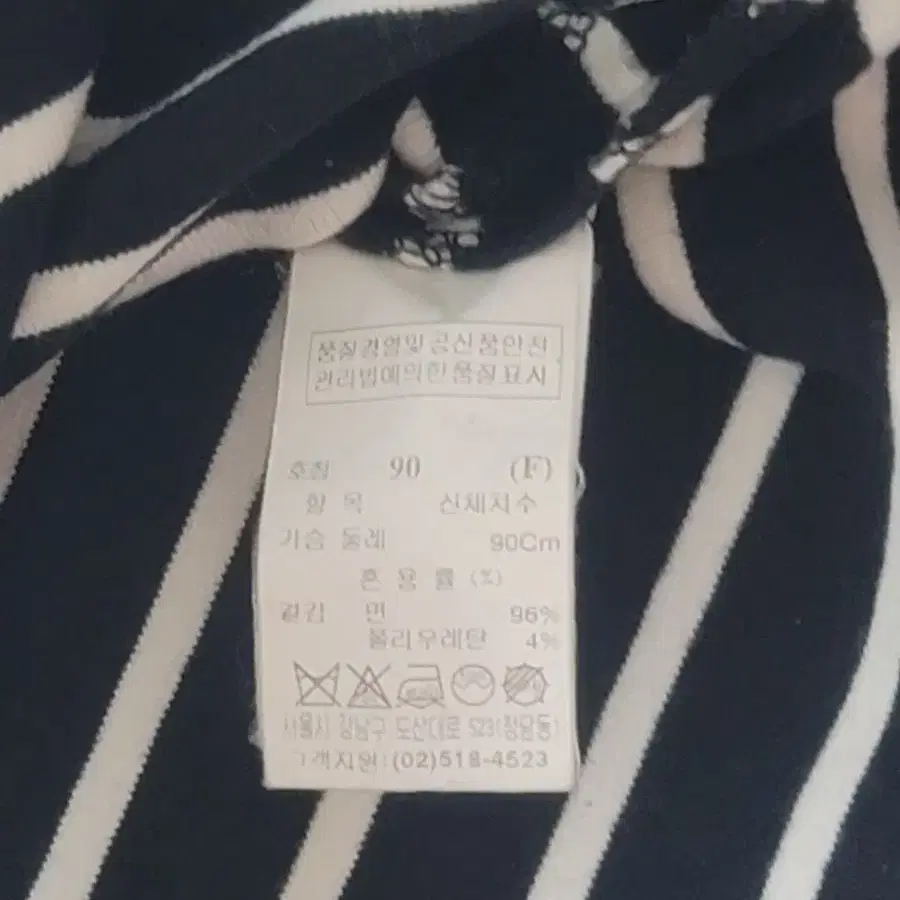 품질경영및공산품안전
관리법에의한품질표시
호칭 90 (F)
항 목 신체치수
가슴 둘레 90Cm
혼 용 률 (%)
겉감 면 96%
폴리우레탄 4%
서울시 강남구 도산대로 523(청담동)
고객지원: (02)518-4523